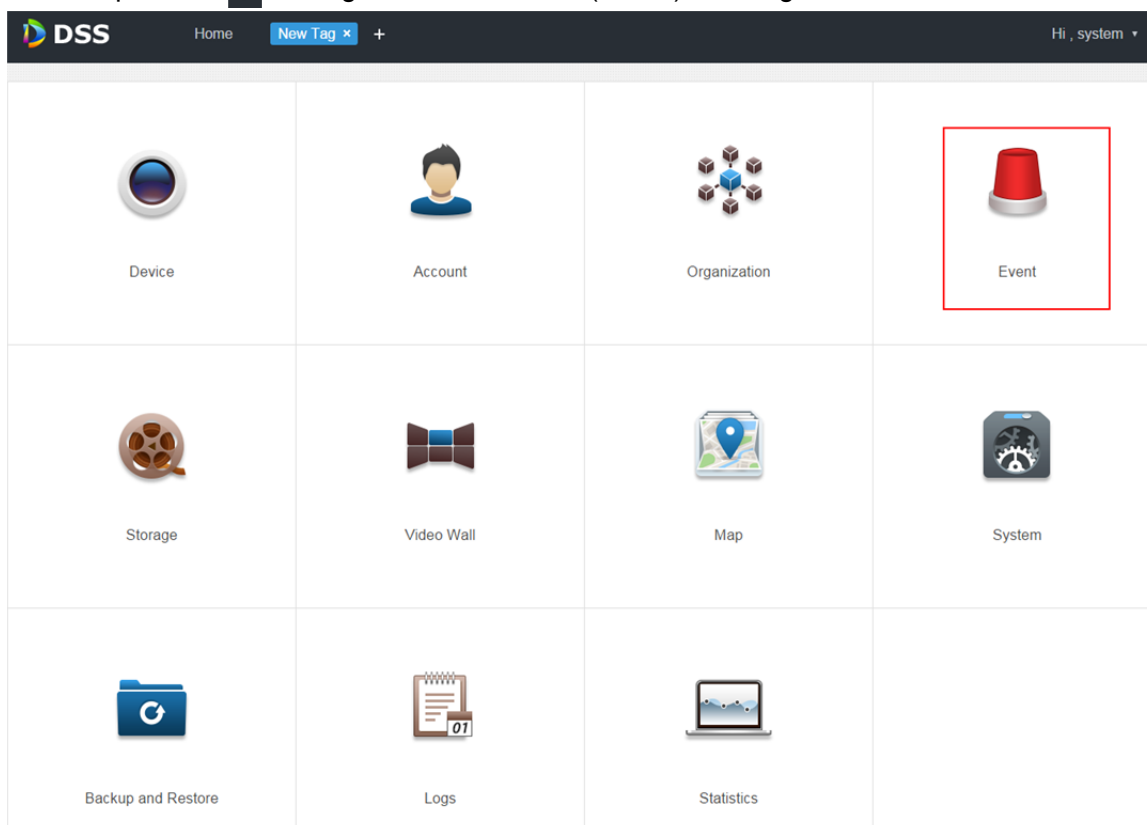 DSS Home New Tag × + Hi , system
Device Account Organization Event
Storage Video Wall Map System
01
Backup and Restore Logs Statistics